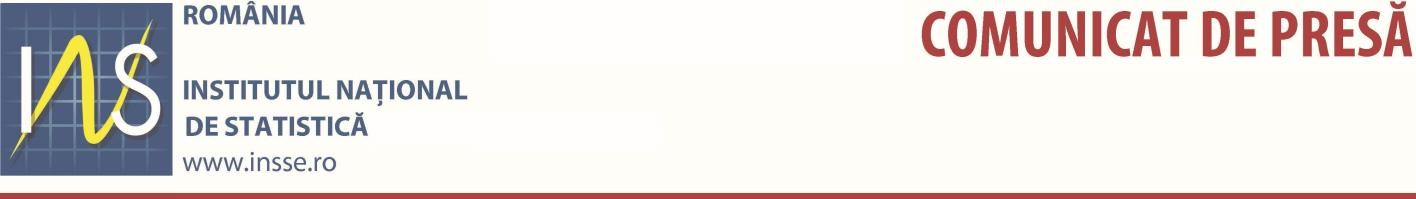 ROMÂNIA
COMUNICAT DE PRESĂ
INS
INSTITUTUL NAȚIONAL
DE STATISTICĂ
www.insse.ro